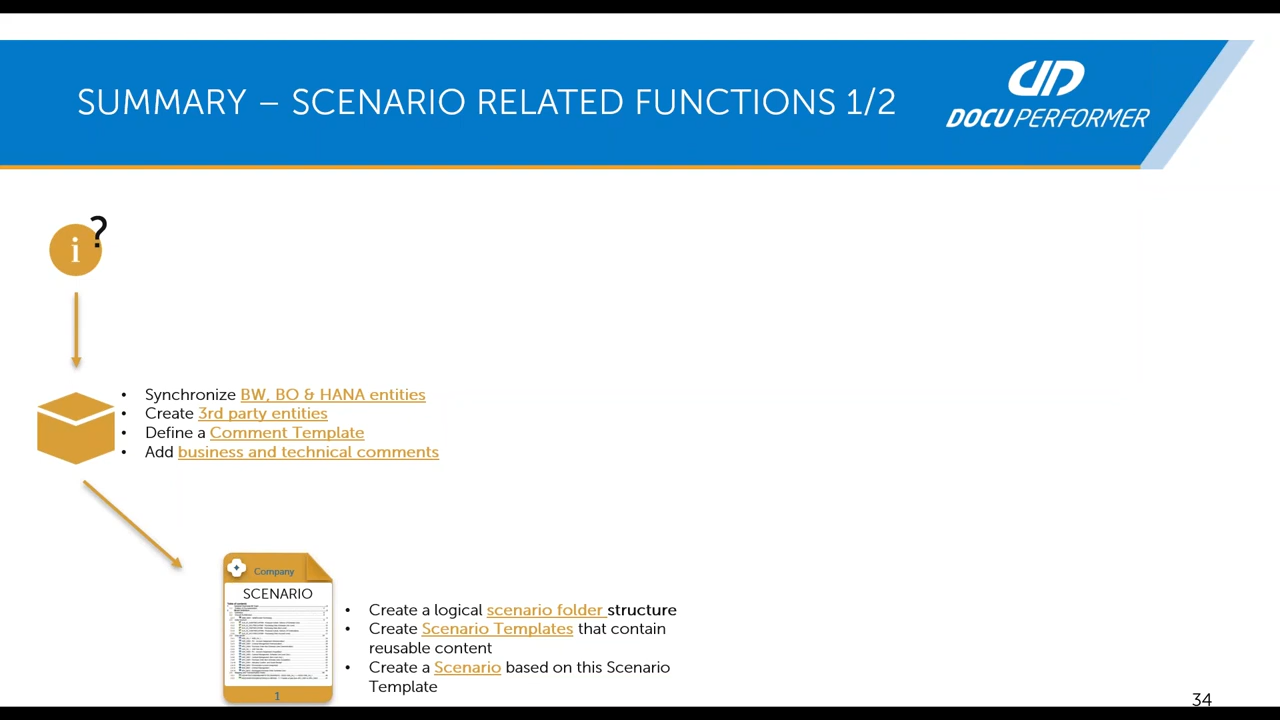 SUMMARY – SCENARIO RELATED FUNCTIONS 1/2
DOCU PERFORMER
i ?
• Synchronize BW, BO & HANA entities
• Create 3rd party entities
• Define a Comment Template
• Add business and technical comments
Company
SCENARIO
1
• Create a logical scenario folder structure
• Create Scenario Templates that contain
reusable content
• Create Scenario based on this Scenario
Template
34